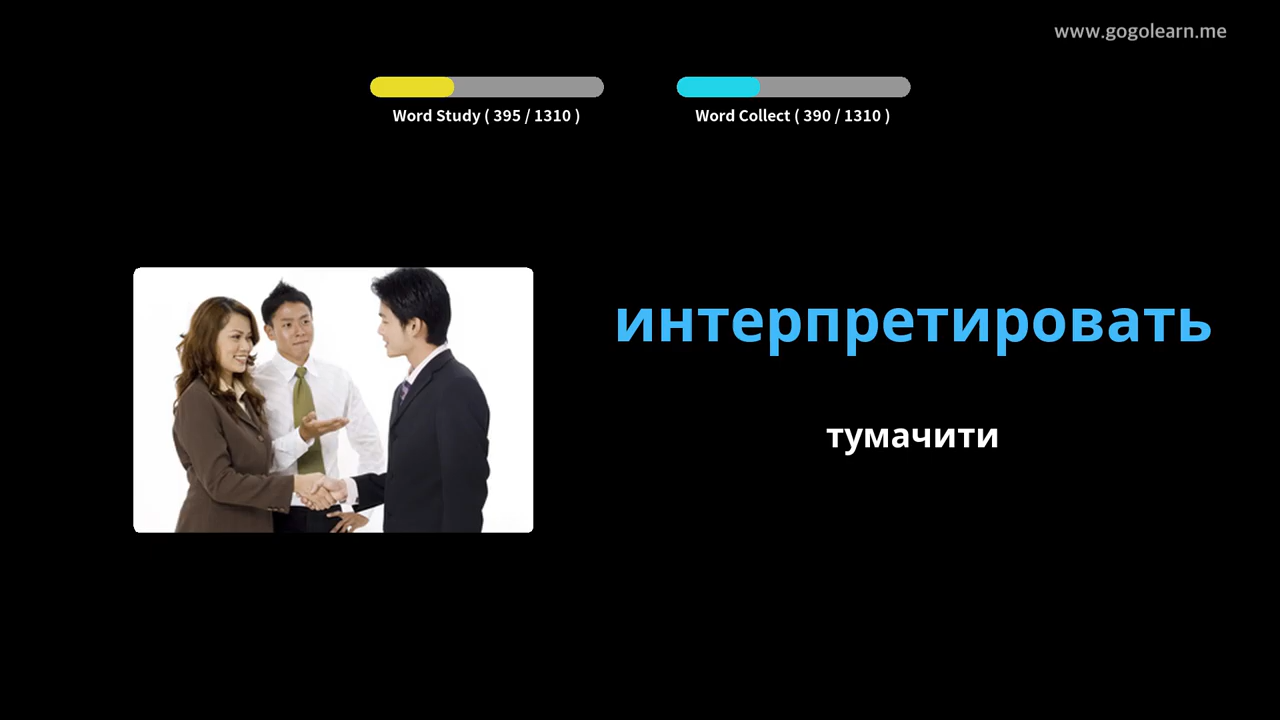 www.gogolearn.me
Word Study ( 395 / 1310 )
Word Collect ( 390 / 1310 )
интерпретировать
тумачити